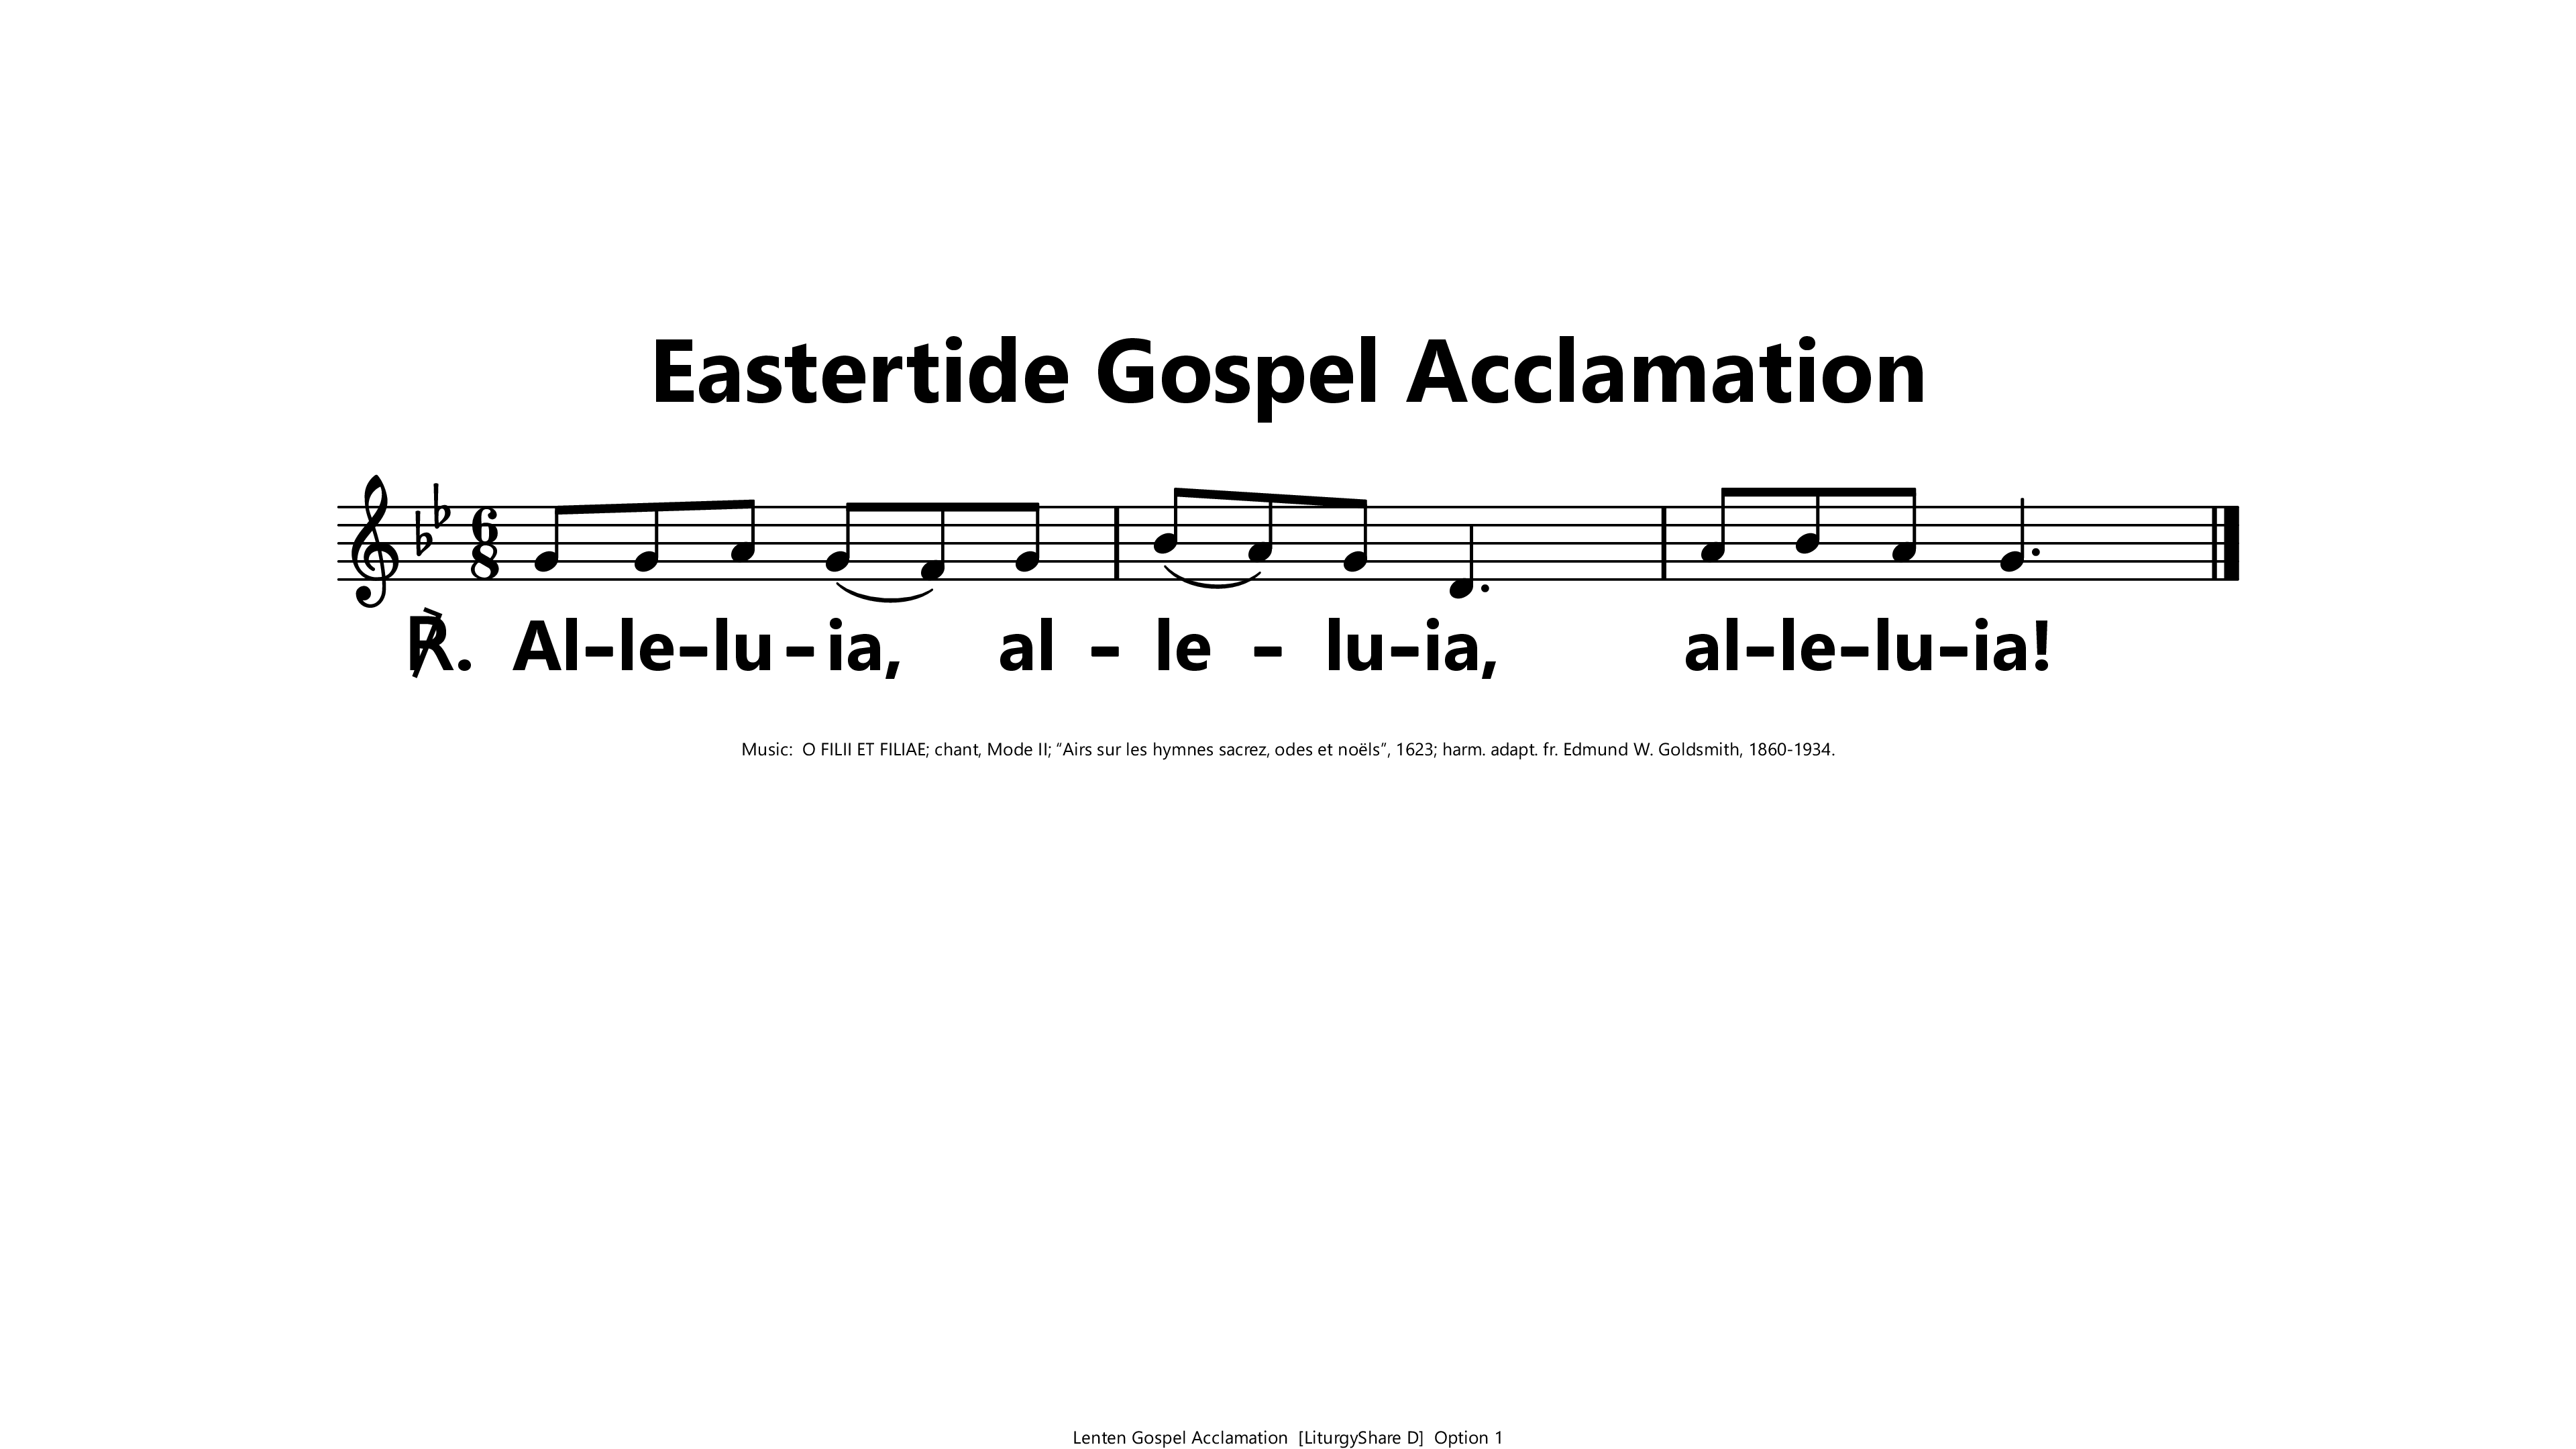 Eastertide Gospel Acclamation
6
8
℟. Al-le-lu-ia, al - le - lu-ia, al-le-lu-ia!
Music: O FILII ET FILIAE; chant, Mode II; “Airs sur les hymnes sacrez, odes et noëls”, 1623; harm. adapt. fr. Edmund W. Goldsmith, 1860-1934.
Lenten Gospel Acclamation [LiturgyShare D] Option 1